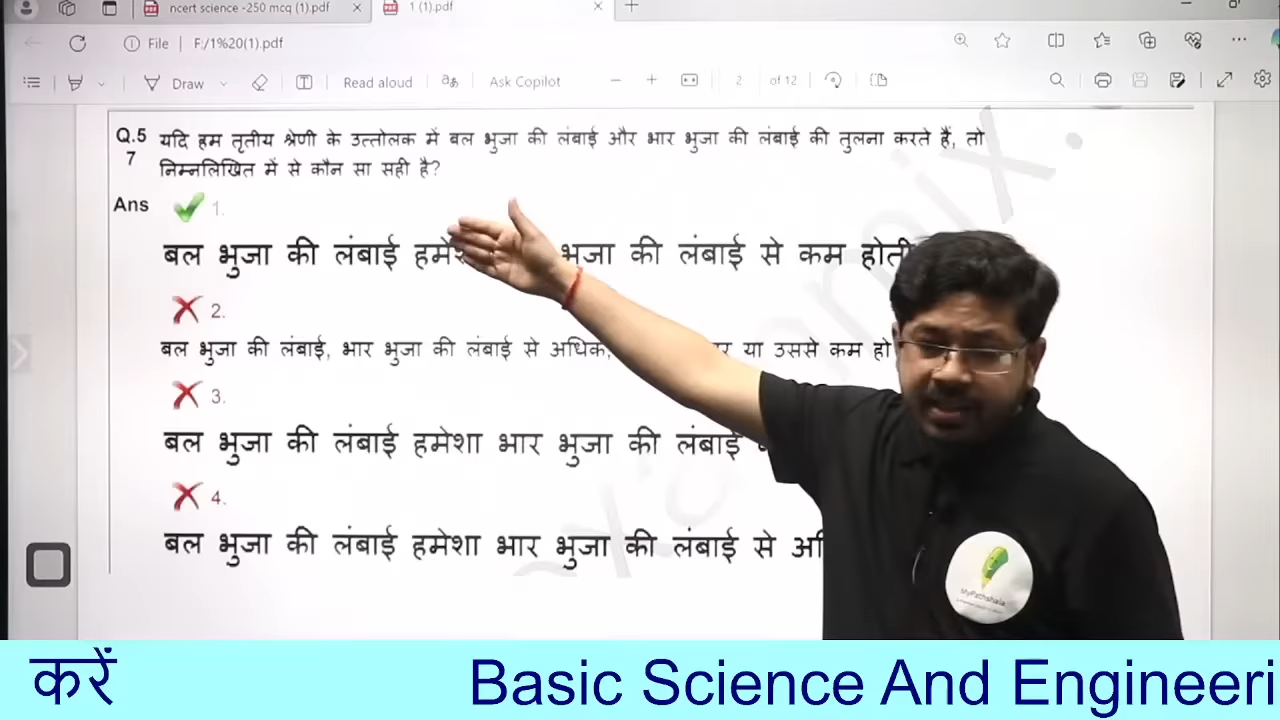 ncert science -250 mcq (1).pdf
1 (1).pdf
File | F:/1%20(1).pdf
Draw
Read aloud
Ask Copilot
2
of 12
Q.5
7
यदि हम तृतीय श्रेणी के उत्तोलक में बल भुजा की लंबाई और भार भुजा की लंबाई की तुलना करते हैं, तो
निम्नलिखित में से कौन सा सही है?
Ans
1.
बल भुजा की लंबाई भुजा की लंबाई से कम होती
2.
बल भुजा की लंबाई, भार भुजा की लंबाई से अधिक, या उससे कम हो
3.
बल भुजा की लंबाई हमेशा भार भुजा की लंबाई
4.
बल भुजा की लंबाई हमेशा भार भुजा की लंबाई से
MyPathshala
करें
Basic Science And Engineeri